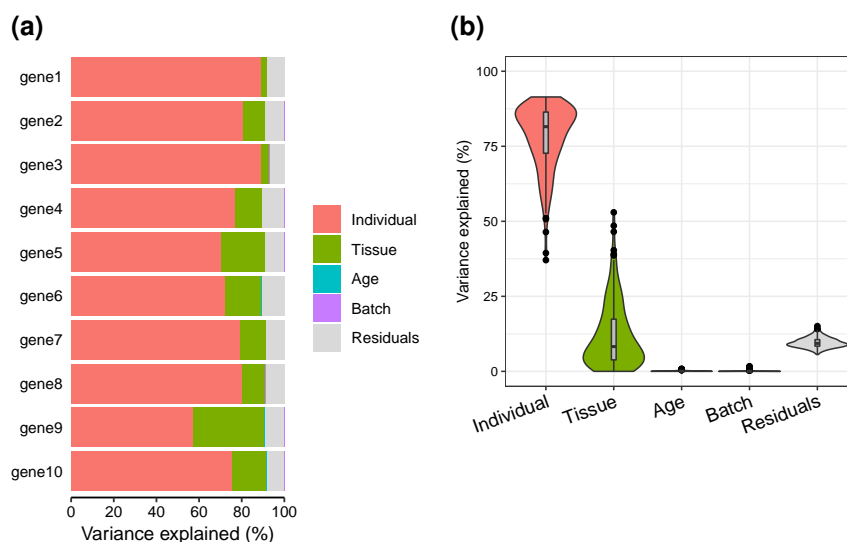 (a)
gene1
gene2
gene3
gene4
gene5
gene6
gene7
gene8
gene9
gene10
0 20 40 60 80 100
Variance explained (%)
Individual
Tissue
Age
Batch
Residuals
(b)
Variance explained (%)
100
75
50
25
0
Individual
Tissue
Age
Batch
Residuals